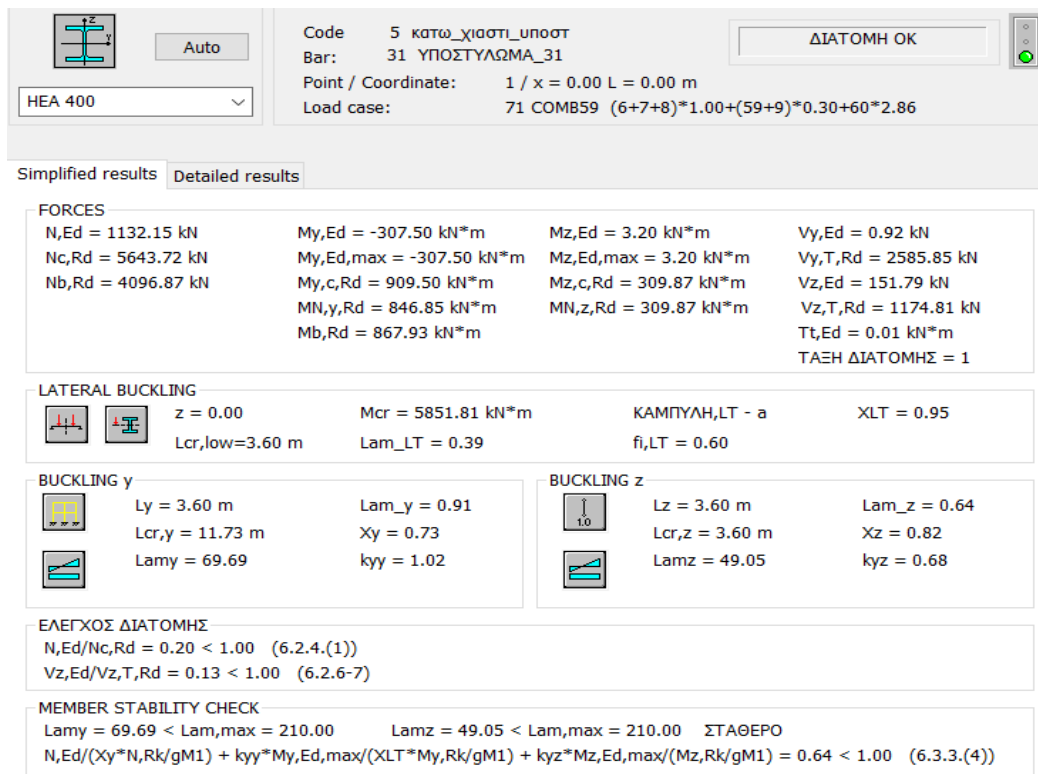 z
y
Auto
HEA 400
Code 5 κατω_χιαστι_υποστ
Bar: 31 ΥΠΟΣΤΥΛΩΜΑ_31
Point / Coordinate: 1 / x = 0.00 L = 0.00 m
Load case: 71 COMB59 (6+7+8)*1.00+(59+9)*0.30+60*2.86
ΔΙΑΤΟΜΗ OK
Simplified results Detailed results
FORCES
N,Ed = 1132.15 kN My,Ed = -307.50 kN*m Mz,Ed = 3.20 kN*m Vy,Ed = 0.92 kN
Nc,Rd = 5643.72 kN My,Ed,max = -307.50 kN*m Mz,Ed,max = 3.20 kN*m Vy,T,Rd = 2585.85 kN
Nb,Rd = 4096.87 kN My,c,Rd = 909.50 kN*m Mz,c,Rd = 309.87 kN*m Vz,Ed = 151.79 kN
MN,y,Rd = 846.85 kN*m MN,z,Rd = 309.87 kN*m Vz,T,Rd = 1174.81 kN
Mb,Rd = 867.93 kN*m Tt,Ed = 0.01 kN*m
ΤΑΞΗ ΔΙΑΤΟΜΗΣ = 1
LATERAL BUCKLING
z = 0.00 Mcr = 5851.81 kN*m ΚΑΜΠΥΛΗ,LT - a XLT = 0.95
Lcr,low=3.60 m Lam_LT = 0.39 fi,LT = 0.60
BUCKLING y
Ly = 3.60 m Lam_y = 0.91
Lcr,y = 11.73 m Xy = 0.73
Lamy = 69.69 kyy = 1.02
BUCKLING z
1.0
Lz = 3.60 m Lam_z = 0.64
Lcr,z = 3.60 m Xz = 0.82
Lamz = 49.05 kyz = 0.68
ΕΛΕΓΧΟΣ ΔΙΑΤΟΜΗΣ
N,Ed/Nc,Rd = 0.20 < 1.00 (6.2.4.(1))
Vz,Ed/Vz,T,Rd = 0.13 < 1.00 (6.2.6-7)
MEMBER STABILITY CHECK
Lamy = 69.69 < Lam,max = 210.00 Lamz = 49.05 < Lam,max = 210.00 ΣΤΑΘΕΡΟ
N,Ed/(Xy*N,Rk/gM1) + kyy*My,Ed,max/(XLT*My,Rk/gM1) + kyz*Mz,Ed,max/(Mz,Rk/gM1) = 0.64 < 1.00 (6.3.3.(4))